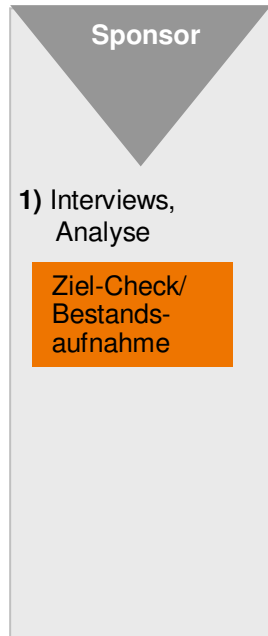 Sponsor
1) Interviews,
Analyse
Ziel-Check/
Bestands-
aufnahme